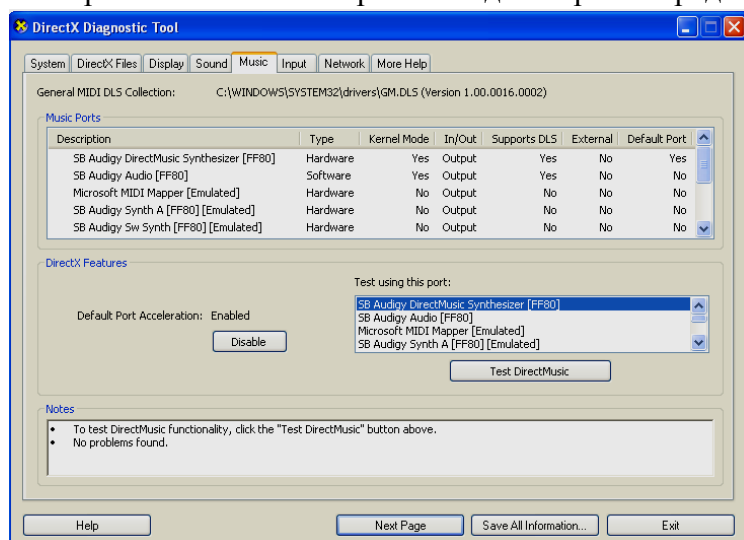 DirectX Diagnostic Tool
System DirectX Files Display Sound Music Input Network More Help
General MIDI DLS Collection: C:\WINDOWS\SYSTEM32\drivers\GM.DLS (Version 1.00.0016.0002)
Music Ports
Description Type Kernel Mode In/Out Supports DLS External Default Port
SB Audigy DirectMusic Synthesizer [FF80] Hardware Yes Output Yes No Yes
SB Audigy Audio [FF80] Software Yes Output Yes No No
Microsoft MIDI Mapper [Emulated] Hardware No Output No No No
SB Audigy Synth A [FF80] [Emulated] Hardware No Output No No No
SB Audigy Sw Synth [FF80] [Emulated] Hardware No Output No No No
DirectX Features
Test using this port:
SB Audigy DirectMusic Synthesizer [FF80]
Default Port Acceleration: Enabled
SB Audigy Audio [FF80]
Microsoft MIDI Mapper [Emulated]
Disable
SB Audigy Synth A [FF80] [Emulated]
Test DirectMusic
Notes
• To test DirectMusic functionality, click the "Test DirectMusic" button above.
• No problems found.
Help Next Page Save All Information... Exit